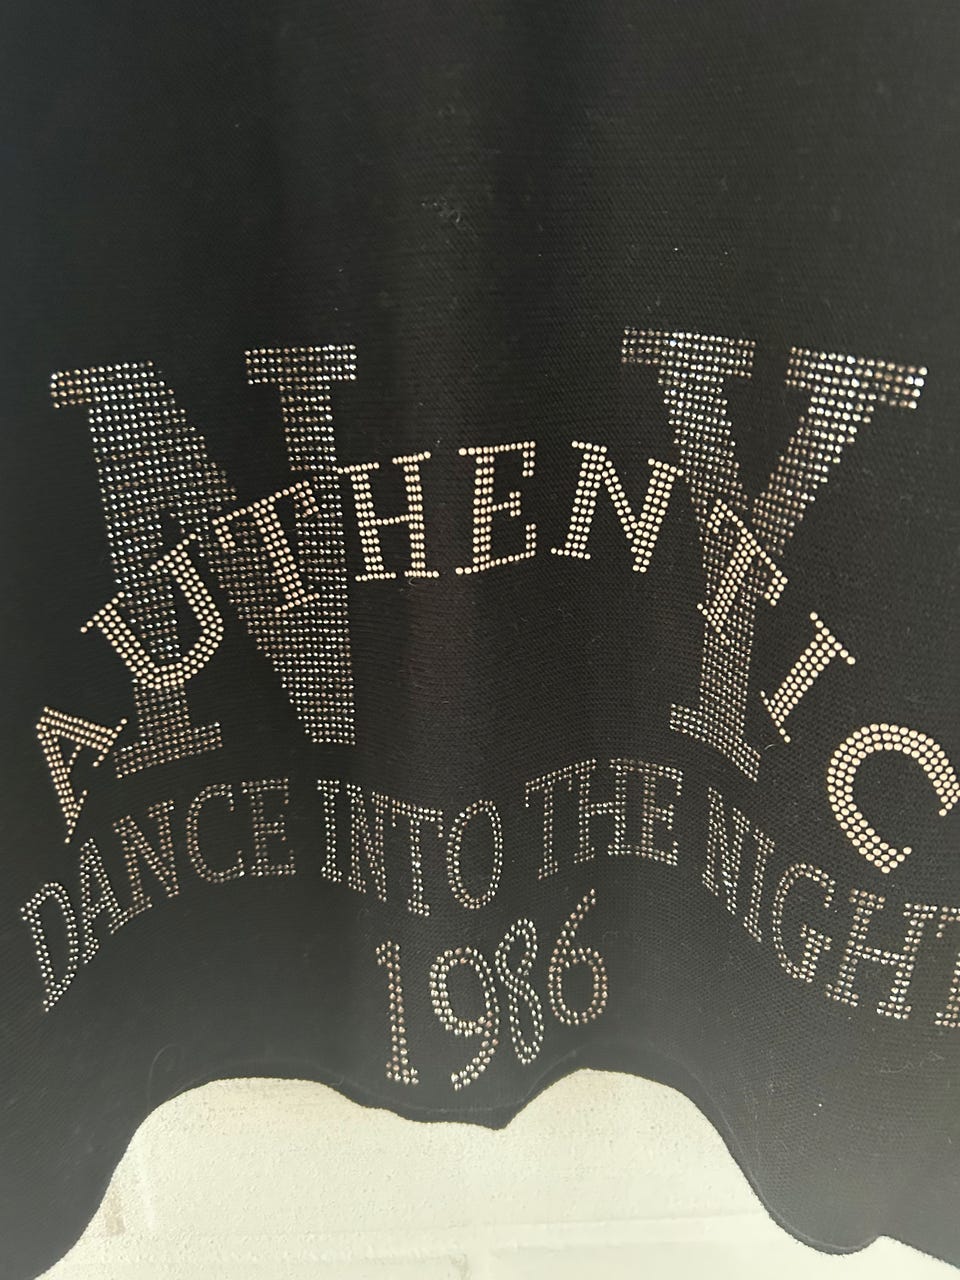 NY
AUTHENTIC
DANCE INTO THE NIGHT
1986